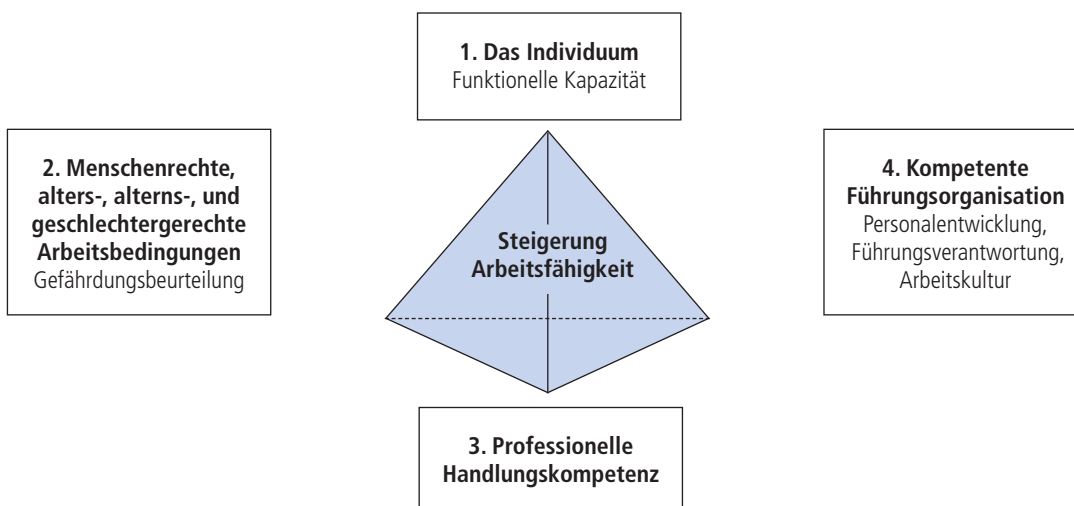 1. Das Individuum
Funktionelle Kapazität
2. Menschenrechte,
alters-, alterns-, und
geschlechtergerechte
Arbeitsbedingungen
Gefährdungsbeurteilung
Steigerung
Arbeitsfähigkeit
4. Kompetente
Führungsorganisation
Personalentwicklung,
Führungsverantwortung,
Arbeitskultur
3. Professionelle
Handlungskompetenz